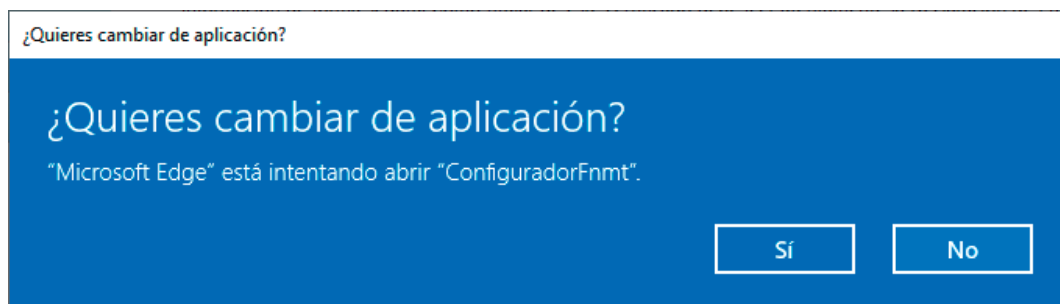 ¿Quieres cambiar de aplicación?
¿Quieres cambiar de aplicación?
“Microsoft Edge” está intentando abrir “ConfiguradorFnmt”.
Sí
No